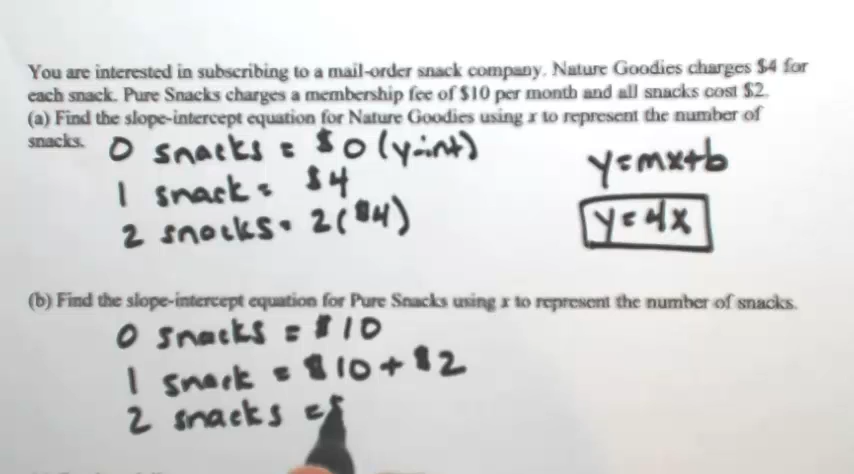 You are interested in subscribing to a mail-order snack company. Nature Goodies charges $4 for
each snack. Pure Snacks charges a membership fee of $10 per month and all snacks cost $2.
(a) Find the slope-intercept equation for Nature Goodies using x to represent the number of
snacks.
0 snacks = $0 (y-int)
y=mx+b
1 snack = $4
2 snacks = 2($4)
y=4x
(b) Find the slope-intercept equation for Pure Snacks using x to represent the number of snacks.
0 snacks = $10
1 snack = $10+$2
2 snacks =